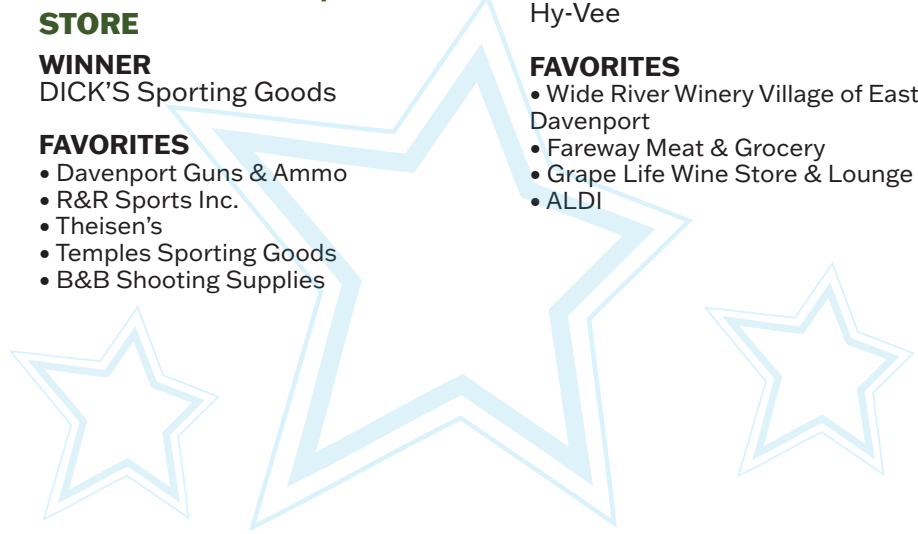 STORE
WINNER
DICK'S Sporting Goods
FAVORITES
• Davenport Guns & Ammo
• R&R Sports Inc.
• Theisen's
• Temples Sporting Goods
• B&B Shooting Supplies
Hy-Vee
FAVORITES
• Wide River Winery Village of East
Davenport
• Fareway Meat & Grocery
• Grape Life Wine Store & Lounge
• ALDI